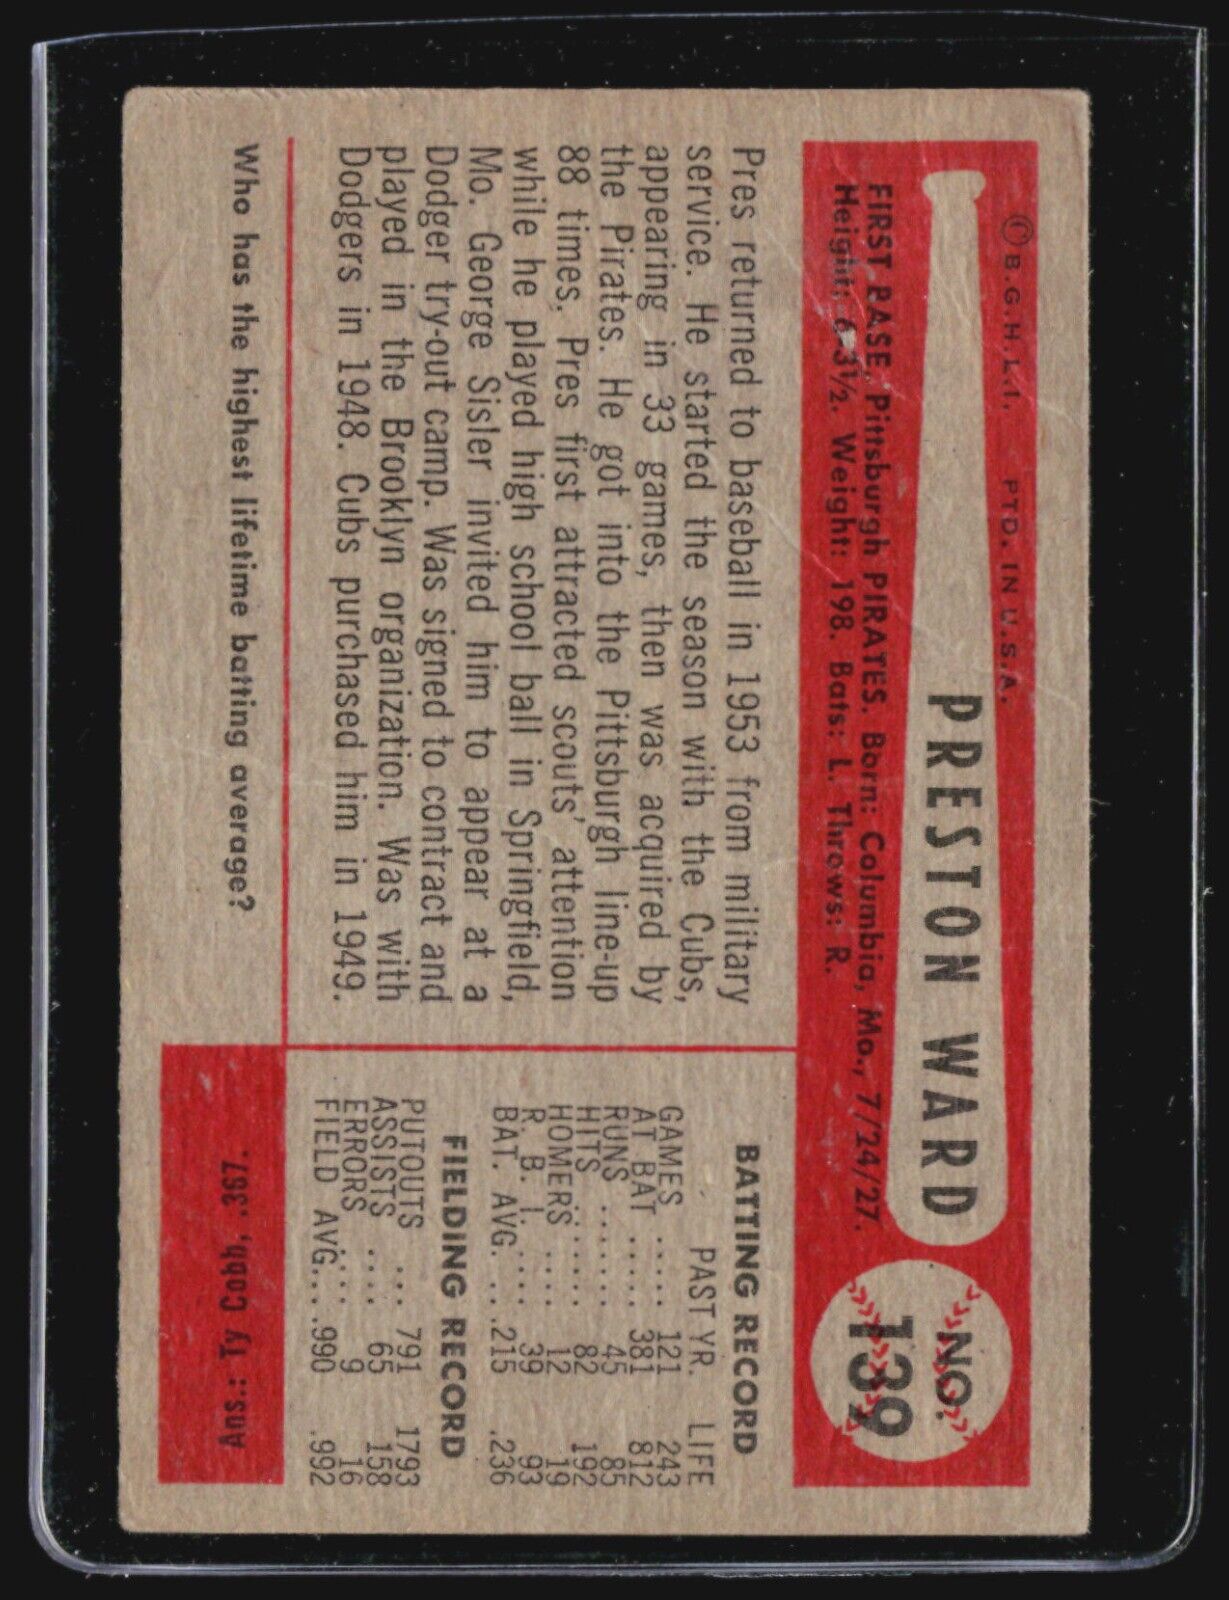 © B.G.H.L.I. PTD. IN U.S.A.
PRESTON WARD
NO.
139
FIRST BASE, Pittsburgh PIRATES. Born: Columbia, Mo., 7/24/27.
Height: 6-3½. Weight: 198. Bats: L. Throws: R.
Pres returned to baseball in 1953 from military
service. He started the season with the Cubs,
appearing in 33 games, then was acquired by
the Pirates. He got into the Pittsburgh line-up
88 times. Pres first attracted scouts' attention
while he played high school ball in Springfield,
Mo. George Sisler invited him to appear at a
Dodger try-out camp. Was signed to contract and
played in the Brooklyn organization. Was with
Dodgers in 1948. Cubs purchased him in 1949.
BATTING RECORD
PAST YR. LIFE
GAMES ..... 121 243
AT BAT ..... 381 812
RUNS ...... 45 85
HITS ...... 82 192
HOMERS .... 12 19
R. B. I. .... 39 93
BAT. AVG. ... .215 .236
FIELDING RECORD
PUTOUTS ... 791 1793
ASSISTS .... 65 158
ERRORS .... 9 16
FIELD AVG.... .990 .992
Who has the highest lifetime batting average?
Ans.: Ty Cobb, .367.